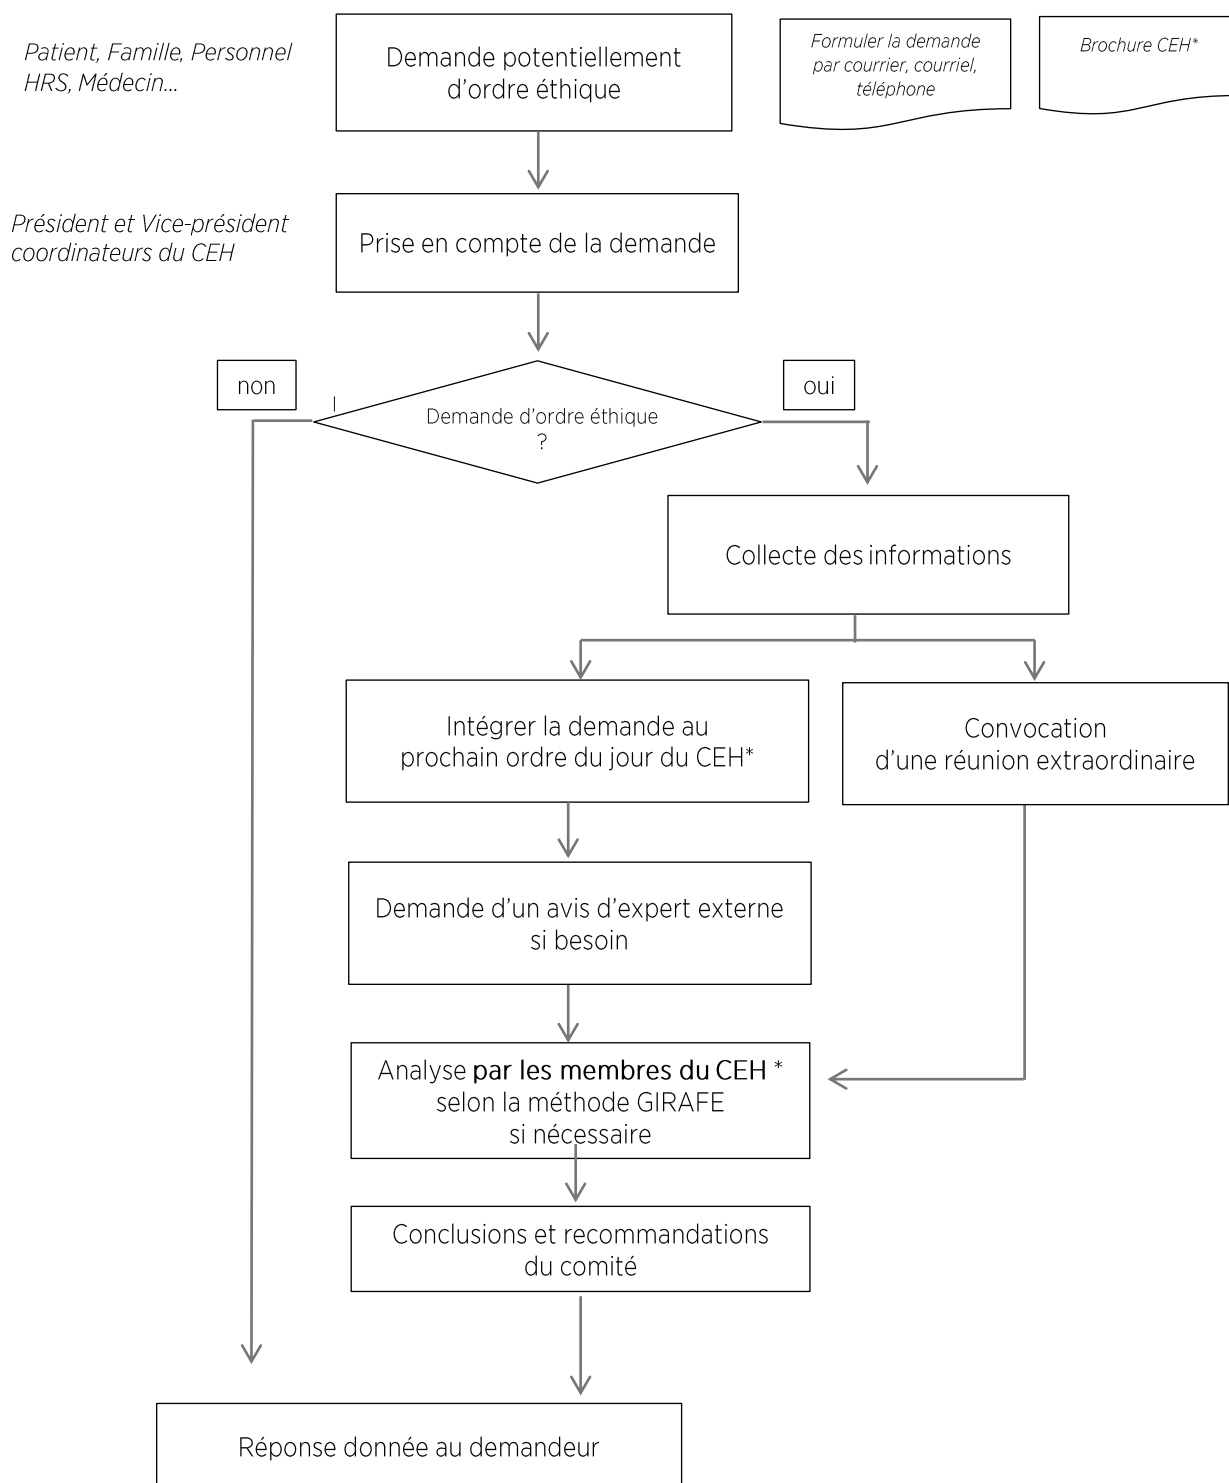 Patient, Famille, Personnel
HRS, Médecin...
Demande potentiellement
d'ordre éthique
Formuler la demande
par courrier, courriel,
téléphone
Brochure CEH*
Président et Vice-président
coordinateurs du CEH
Prise en compte de la demande
non
oui
Demande d'ordre éthique
?
Collecte des informations
Intégrer la demande au
prochain ordre du jour du CEH*
Convocation
d'une réunion extraordinaire
Demande d'un avis d'expert externe
si besoin
Analyse par les membres du CEH *
selon la méthode GIRAFE
si nécessaire
Conclusions et recommandations
du comité
Réponse donnée au demandeur